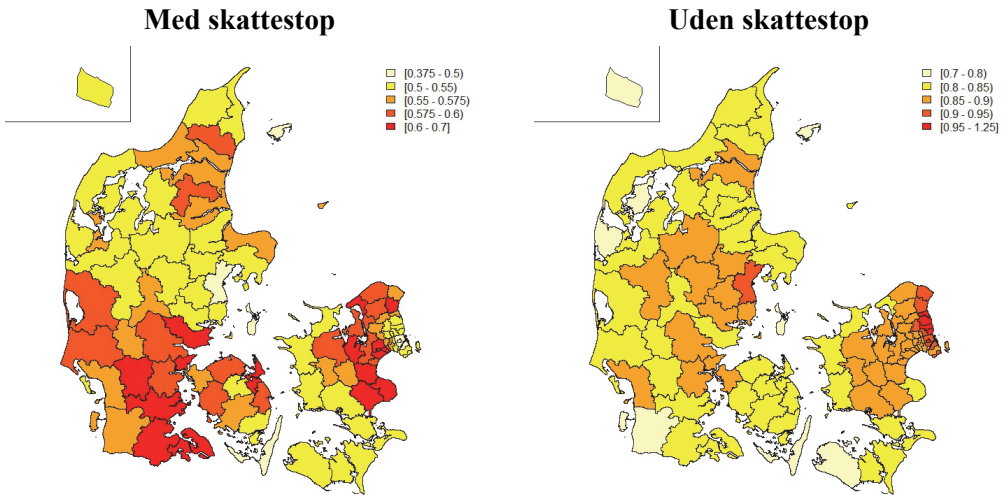 Med skattestop
[0.375 - 0.5)
[0.5 - 0.55)
[0.55 - 0.575)
[0.575 - 0.6)
[0.6 - 0.7]
Uden skattestop
[0.7 - 0.8)
[0.8 - 0.85)
[0.85 - 0.9)
[0.9 - 0.95)
[0.95 - 1.25]